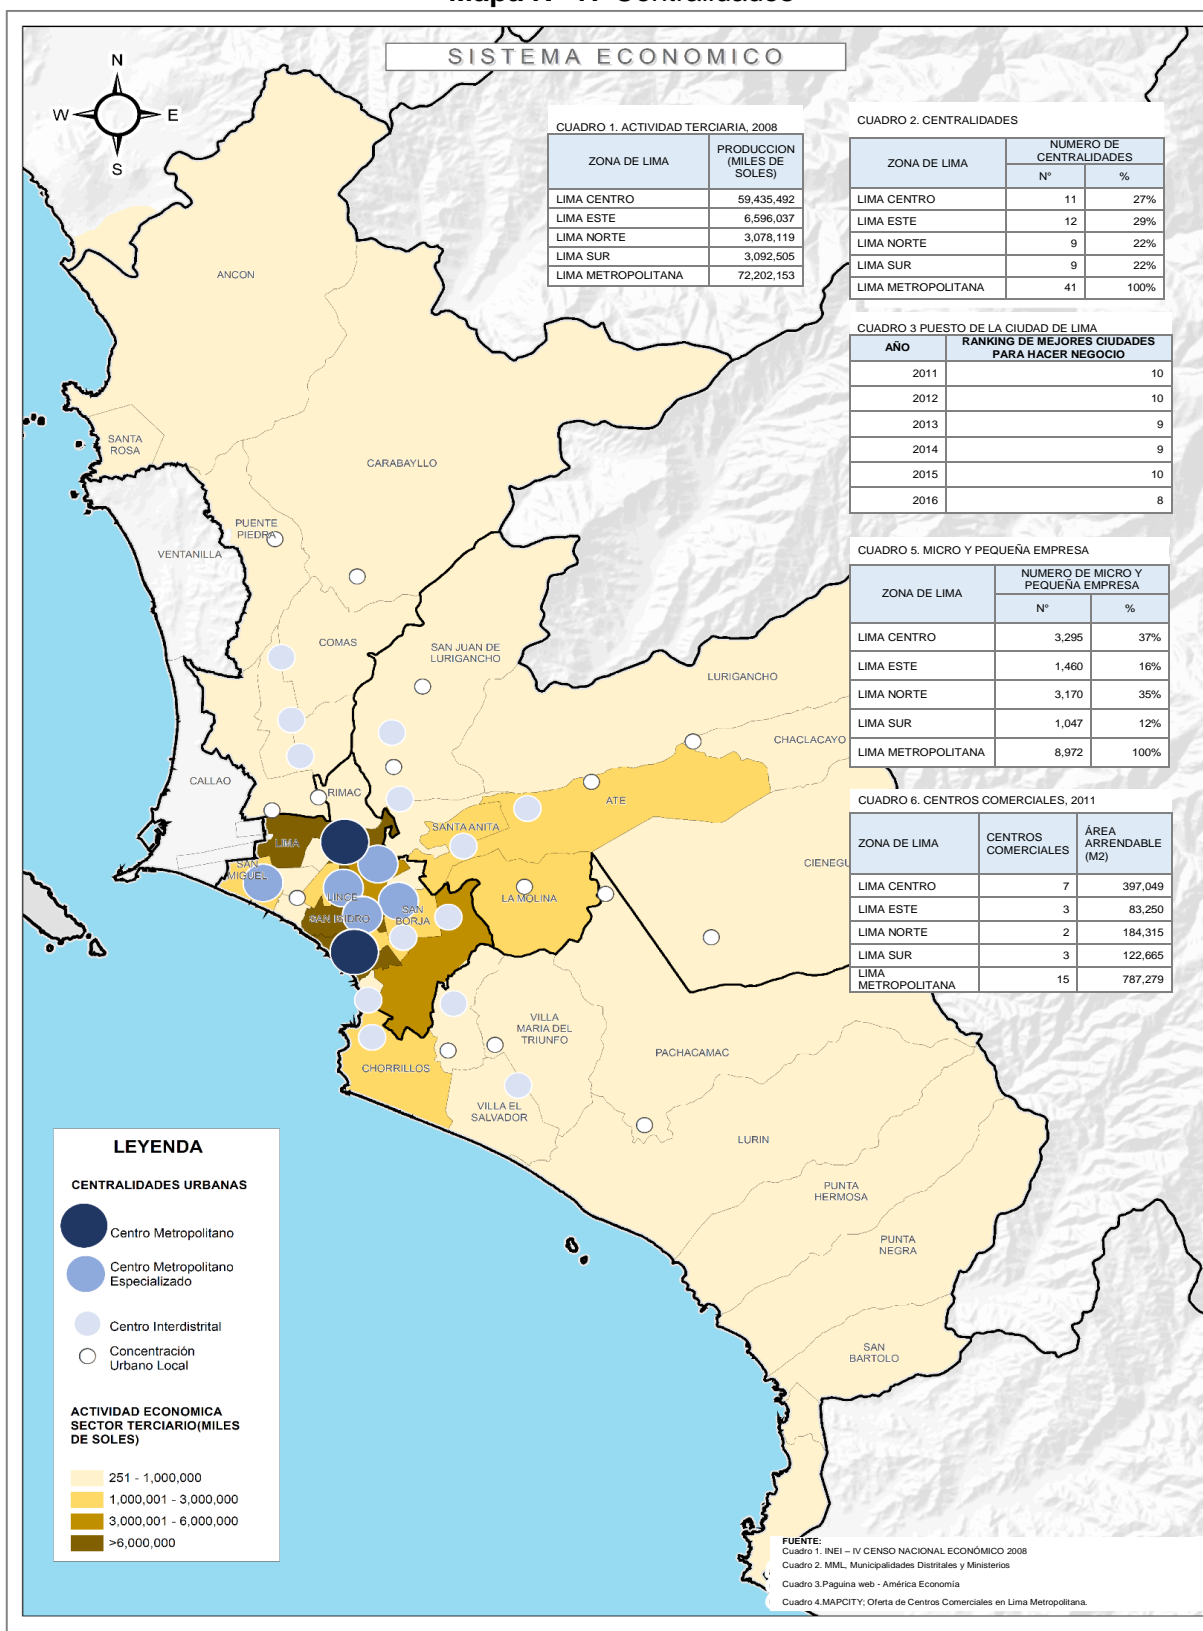 SISTEMA ECONOMICO
N
W
E
S
CUADRO 1. ACTIVIDAD TERCIARIA, 2008
ZONA DE LIMA
PRODUCCION
(MILES DE
SOLES)
LIMA CENTRO 59,435,492
LIMA ESTE 6,596,037
LIMA NORTE 3,078,119
LIMA SUR 3,092,505
LIMA METROPOLITANA 72,202,153
CUADRO 2. CENTRALIDADES
ZONA DE LIMA
NUMERO DE
CENTRALIDADES
N° %
LIMA CENTRO 11 27%
LIMA ESTE 12 29%
LIMA NORTE 9 22%
LIMA SUR 9 22%
LIMA METROPOLITANA 41 100%
CUADRO 3 PUESTO DE LA CIUDAD DE LIMA
AÑO
RANKING DE MEJORES CIUDADES
PARA HACER NEGOCIO
2011 10
2012 10
2013 9
2014 9
2015 10
2016 8
CUADRO 5. MICRO Y PEQUEÑA EMPRESA
ZONA DE LIMA
NUMERO DE MICRO Y
PEQUEÑA EMPRESA
N° %
LIMA CENTRO 3,295 37%
LIMA ESTE 1,460 16%
LIMA NORTE 3,170 35%
LIMA SUR 1,047 12%
LIMA METROPOLITANA 8,972 100%
CUADRO 6. CENTROS COMERCIALES, 2011
ZONA DE LIMA
CENTROS
COMERCIALES
ÁREA
ARRENDABLE
(M2)
LIMA CENTRO 7 397,049
LIMA ESTE 3 83,250
LIMA NORTE 2 184,315
LIMA SUR 3 122,665
LIMA
METROPOLITANA 15 787,279
ANCON
SANTA
ROSA
CARABAYLLO
PUENTE
PIEDRA
VENTANILLA
COMAS
SAN JUAN DE
LURIGANCHO
LURIGANCHO
CHACLACAYO
CALLAO
RIMAC
ATE
SANTA ANITA
LIMA
CIENEGU
SAN
MIGUEL
LINCE
LA MOLINA
SAN ISIDRO
SAN
BORJA
VILLA
MARIA DEL
TRIUNFO
PACHACAMAC
CHORRILLOS
VILLA EL
SALVADOR
LURIN
PUNTA
HERMOSA
PUNTA
NEGRA
SAN
BARTOLO
LEYENDA
CENTRALIDADES URBANAS
Centro Metropolitano
Centro Metropolitano
Especializado
Centro Interdistrital
Concentración
Urbano Local
ACTIVIDAD ECONOMICA
SECTOR TERCIARIO(MILES
DE SOLES)
251 - 1,000,000
1,000,001 - 3,000,000
3,000,001 - 6,000,000
>6,000,000
FUENTE:
Cuadro 1. INEI – IV CENSO NACIONAL ECONÓMICO 2008
Cuadro 2. MML, Municipalidades Distritales y Ministerios
Cuadro 3.Paguina web - América Economía
Cuadro 4.MAPCITY; Oferta de Centros Comerciales en Lima Metropolitana.